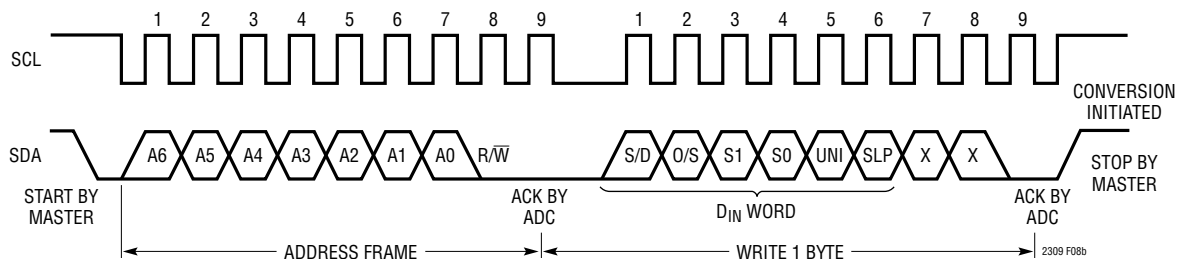 1 2 3 4 5 6 7 8 9 1 2 3 4 5 6 7 8 9
SCL
CONVERSION
INITIATED
SDA A6 A5 A4 A3 A2 A1 A0 R/W̅ S/D O/S S1 S0 UNI SLP X X
START BY
MASTER
ACK BY
ADC
DIN WORD
ACK BY
ADC
STOP BY
MASTER
ADDRESS FRAME
WRITE 1 BYTE
2309 F08b